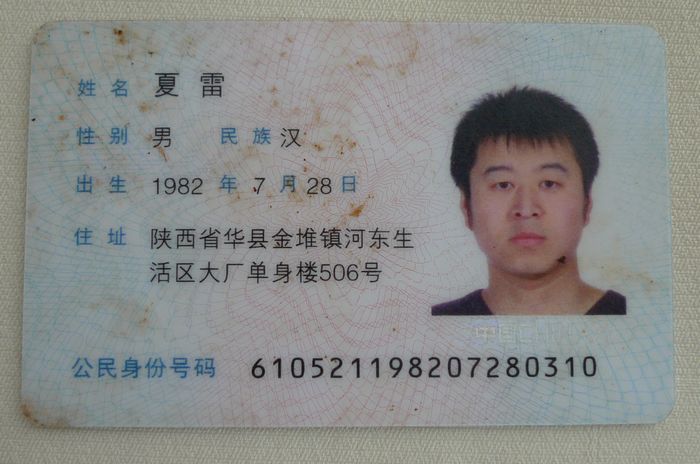 姓名 夏雷
性别 男 民族 汉
出生 1982 年 7 月 28 日
住址 陕西省华县金堆镇河东生
活区大厂单身楼506号
公民身份号码 610521198207280310